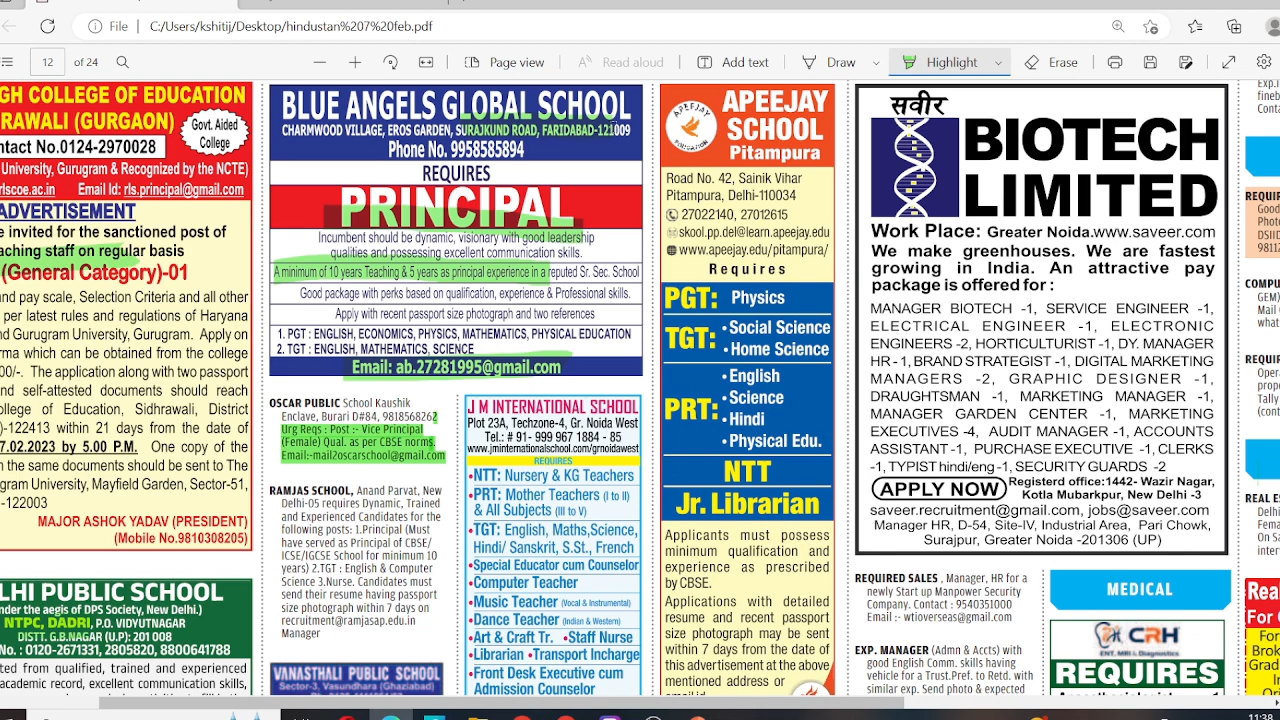 File
C:/Users/kshitij/Desktop/hindustan%207%20feb.pdf
12
of 24
Page view
Read aloud
Add text
Draw
Highlight
Erase
GH COLLEGE OF EDUCATION
RAWALI (GURGAON)
Govt. Aided
College
ntact No.0124-2970028
University, Gurugram & Recognized by the NCTE)
rlscoe.ac.in Email Id: rls.principal@gmail.com
ADVERTISEMENT
e invited for the sanctioned post of
aching staff on regular basis
(General Category)-01
and pay scale, Selection Criteria and all other
per latest rules and regulations of Haryana
nd Gurugram University, Gurugram. Apply on
rma which can be obtained from the college
00/-. The application along with two passport
nd self-attested documents should reach
ollege of Education, Sidhrawali, District
-122413 within 21 days from the date of
7.02.2023 by 5.00 P.M. One copy of the
n the same documents should be sent to The
gram University, Mayfield Garden, Sector-51,
-122003
MAJOR ASHOK YADAV (PRESIDENT)
(Mobile No.9810308205)
LHI PUBLIC SCHOOL
nder the aegis of DPS Society, New Delhi.)
NTPC, DADRI, P.O. VIDYUTNAGAR
DISTT. G.B.NAGAR (U.P): 201 008
No. : 0120-2671331, 2805820, 8800641788
ted from qualified, trained and experienced
academic record, excellent communication skills,
BLUE ANGELS GLOBAL SCHOOL
CHARMWOOD VILLAGE, EROS GARDEN, SURAJKUND ROAD, FARIDABAD-121009
Phone No. 9958585894
REQUIRES
PRINCIPAL
Incumbent should be dynamic, visionary with good leadership
qualities and possessing excellent communication skills.
A minimum of 10 years Teaching & 5 years as principal experience in a reputed Sr. Sec. School
Good package with perks based on qualification, experience & Professional skills.
Apply with recent passport size photograph and two references
1. PGT : ENGLISH, ECONOMICS, PHYSICS, MATHEMATICS, PHYSICAL EDUCATION
2. TGT : ENGLISH, MATHEMATICS, SCIENCE
Email: ab.27281995@gmail.com
OSCAR PUBLIC School Kaushik
Enclave, Burari D#84, 9818568262
Urg Reqs : Post :- Vice Principal
(Female) Qual. as per CBSE norms.
Email:-mail2oscarschool@gmail.com
RAMJAS SCHOOL, Anand Parvat, New
Delhi-05 requires Dynamic, Trained
and Experienced Candidates for the
following posts: 1.Principal (Must
have served as Principal of CBSE/
ICSE/IGCSE School for minimum 10
years) 2.TGT : English & Computer
Science 3.Nurse. Candidates must
send their resume having passport
size photograph within 7 days on
recruitment@ramjasap.edu.in
Manager
VANASTHALI PUBLIC SCHOOL
Sector-3, Vasundhara (Ghaziabad)
J M INTERNATIONAL SCHOOL
Plot 23A, Techzone-4, Gr. Noida West
Tel.: # 91- 999 967 1884 - 85
www.jminternationalschool.com/grnoidawest
REQUIRES
•NTT: Nursery & KG Teachers
•PRT: Mother Teachers (I to II)
& All Subjects (III to V)
•TGT: English, Maths,Science,
Hindi/ Sanskrit, S.St., French
•Special Educator cum Counselor
•Computer Teacher
•Music Teacher (Vocal & Instrumental)
•Dance Teacher (Indian & Western)
•Art & Craft Tr. •Staff Nurse
•Librarian •Transport Incharge
•Front Desk Executive cum
Admission Counselor
APEEJAY
FOUNDATION
APEEJAY
SCHOOL
Pitampura
Road No. 42, Sainik Vihar
Pitampura, Delhi-110034
27022140, 27012615
skool.pp.del@learn.apeejay.edu
www.apeejay.edu/pitampura/
Requires
PGT: Physics
TGT: • Social Science
• Home Science
PRT: • English
• Science
• Hindi
• Physical Edu.
NTT
Jr. Librarian
Applicants must possess
minimum qualification and
experience as prescribed
by CBSE.
Applications with detailed
resume and recent passport
size photograph may be sent
within 7 days from the date of
this advertisement at the above
mentioned address or
सवीर
BIOTECH
LIMITED
Work Place: Greater Noida.www.saveer.com
We make greenhouses. We are fastest
growing in India. An attractive pay
package is offered for :
MANAGER BIOTECH -1, SERVICE ENGINEER -1,
ELECTRICAL ENGINEER -1, ELECTRONIC
ENGINEERS -2, HORTICULTURIST -1, DY. MANAGER
HR -1, BRAND STRATEGIST -1, DIGITAL MARKETING
MANAGERS -2, GRAPHIC DESIGNER -1,
DRAUGHTSMAN -1, MARKETING MANAGER -1,
MANAGER GARDEN CENTER -1, MARKETING
EXECUTIVES -4, AUDIT MANAGER -1, ACCOUNTS
ASSISTANT -1, PURCHASE EXECUTIVE -1, CLERKS
-1, TYPIST hindi/eng -1, SECURITY GUARDS -2
APPLY NOW
Registerd office:1442- Wazir Nagar,
Kotla Mubarkpur, New Delhi -3
saveer.recruitment@gmail.com, jobs@saveer.com
Manager HR, D-54, Site-IV, Industrial Area, Pari Chowk,
Surajpur, Greater Noida -201306 (UP)
REQUIRED SALES , Manager, HR for a
newly Start up Manpower Security
Company. Contact : 9540351000
Email :- wtioverseas@gmail.com
EXP. MANAGER (Admn & Accts) with
good English Comm. skills having
vehicle for a Trust.Pref. to Retd. with
similar exp. Send photo & expected
MEDICAL
CRH
ENT, MRI & Diagnostics
REQUIRES
11:38